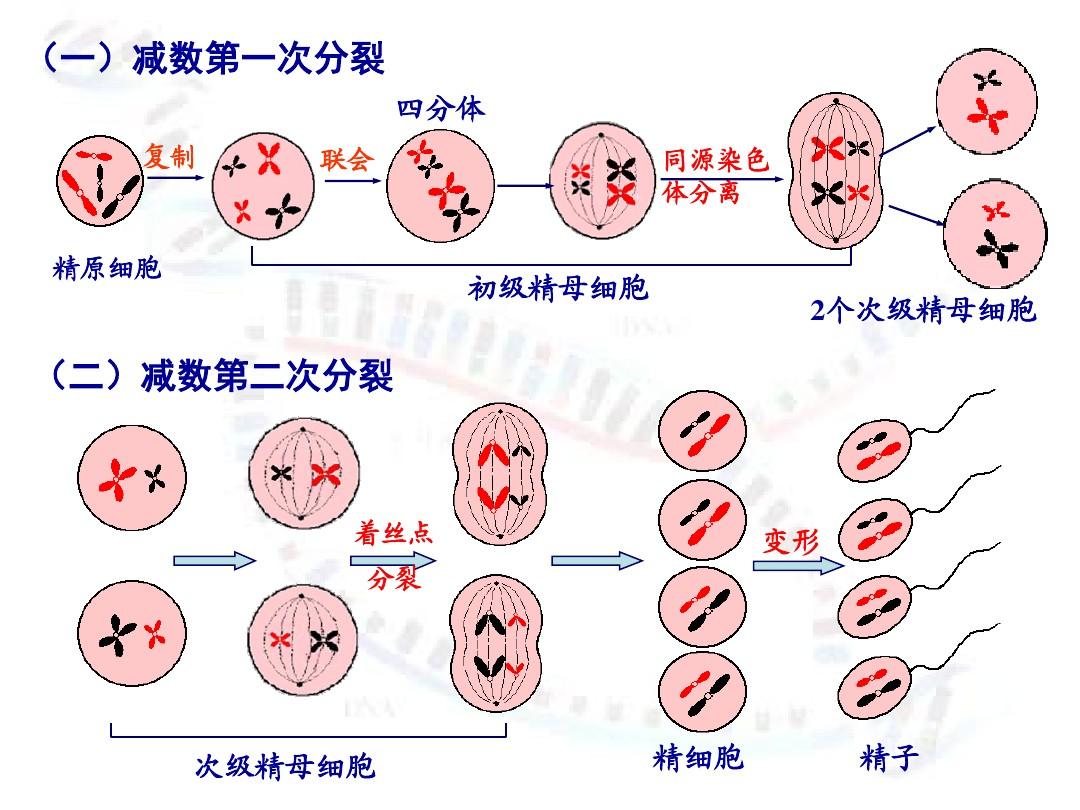 （一）减数第一次分裂
四分体
复制
联会
同源染色
体分离
精原细胞
初级精母细胞
2个次级精母细胞
（二）减数第二次分裂
着丝点
分裂
变形
次级精母细胞
精细胞
精子